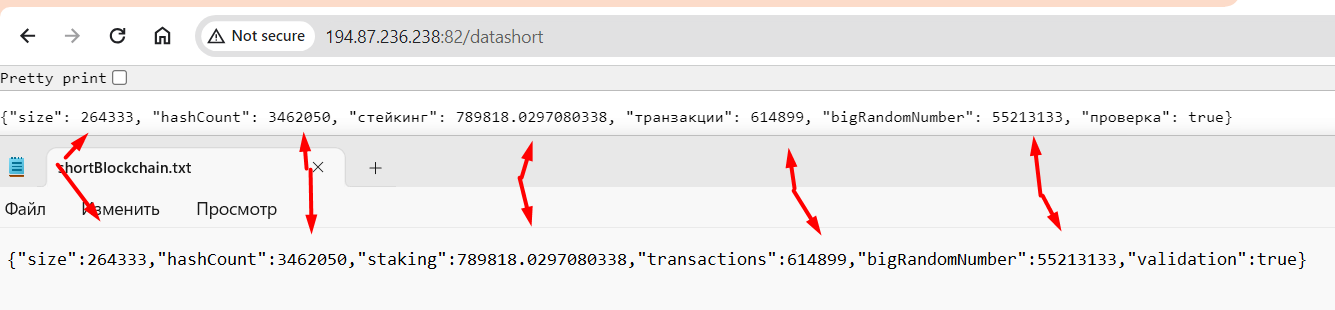 Not secure 194.87.236.238:82/datashort
Pretty print
{"size": 264333, "hashCount": 3462050, "стейкинг": 789818.0297080338, "транзакции": 614899, "bigRandomNumber": 55213133, "проверка": true}
shortBlockchain.txt
Файл Изменить Просмотр
{"size":264333,"hashCount":3462050,"staking":789818.0297080338,"transactions":614899,"bigRandomNumber":55213133,"validation":true}